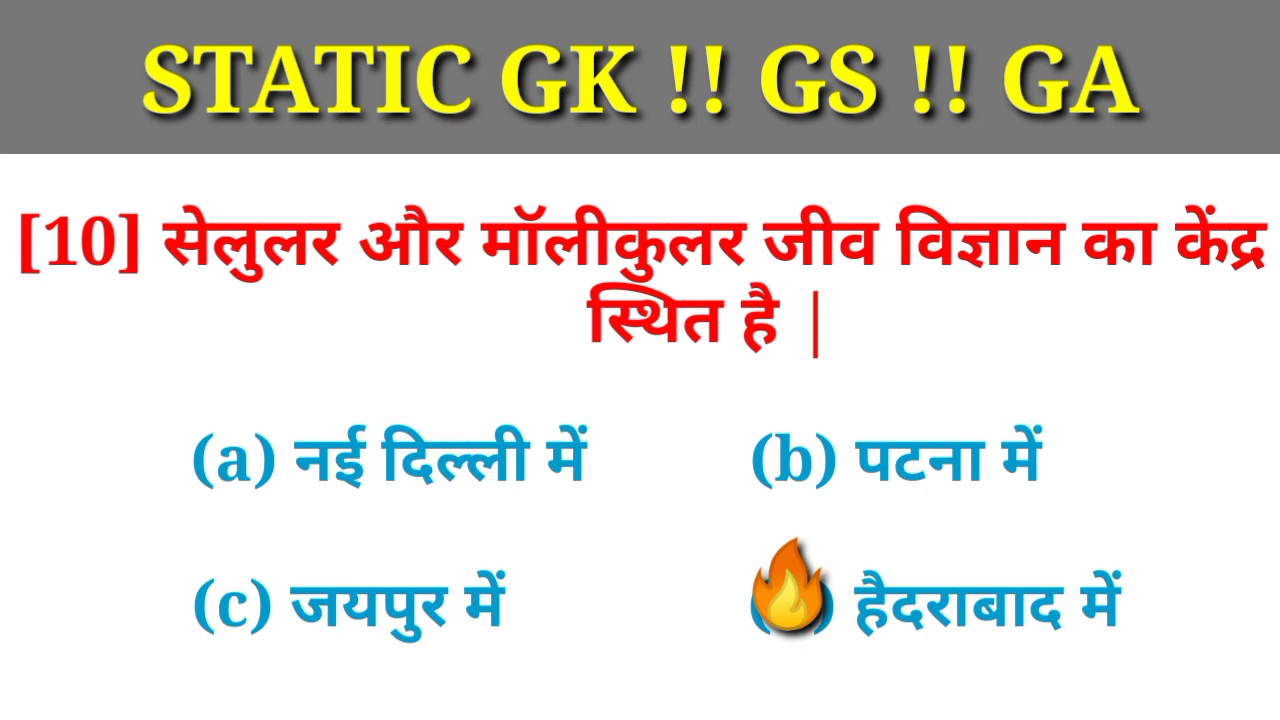 STATIC GK !! GS !! GA
[10] सेलुलर और मॉलीकुलर जीव विज्ञान का केंद्र
स्थित है |
(a) नई दिल्ली में (b) पटना में
(c) जयपुर में ( ) हैदराबाद में